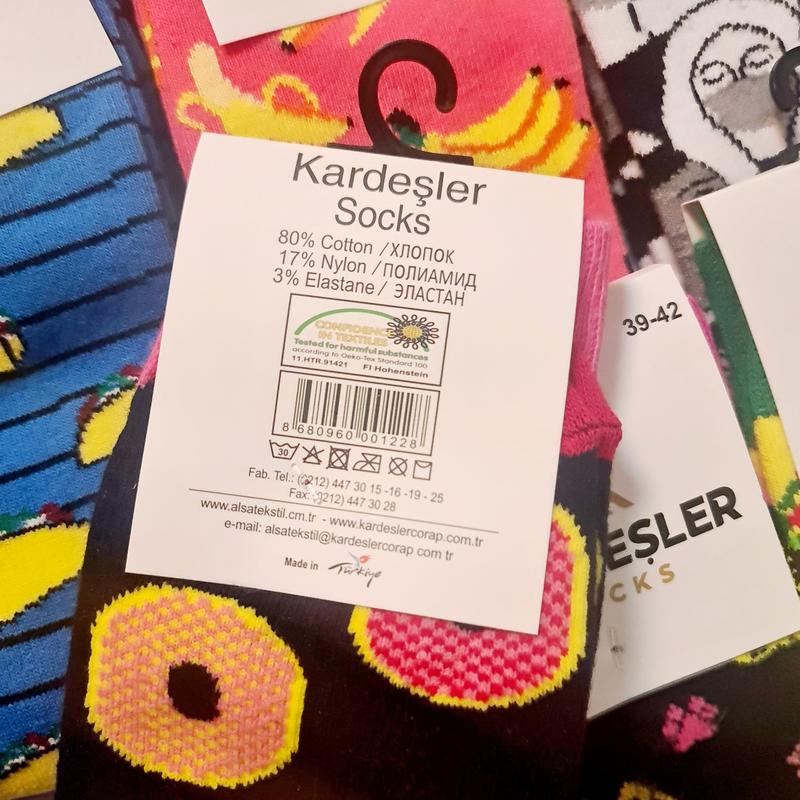 Kardeşler
Socks
80% Cotton /ХЛОПОК
17% Nylon /ПОЛИАМИД
3% Elastane/ ЭЛАСТАН
CONFIDENCE
IN TEXTILES
Tested for harmful substances
according to Oeko-Tex Standard 100
11.HTR.91421 FI Hohenstein
8 680960 001228
30
Fab. Tel.: (0212) 447 30 15 -16 -19 - 25
Fax: (0212) 447 30 28
www.alsatekstil.cm.tr - www.kardeslercorap.com.tr
e-mail: alsatekstil@kardeslercorap.com.tr
Made in Türkiye
39-42
EŞLER
CKS